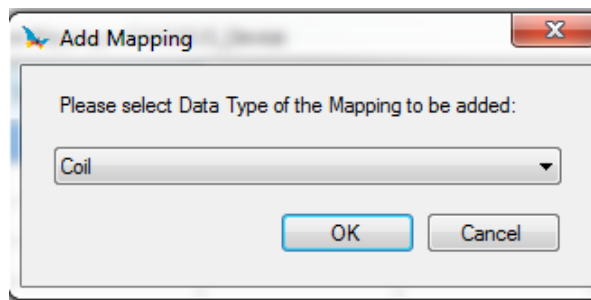 Add Mapping
Please select Data Type of the Mapping to be added:
Coil
OK
Cancel